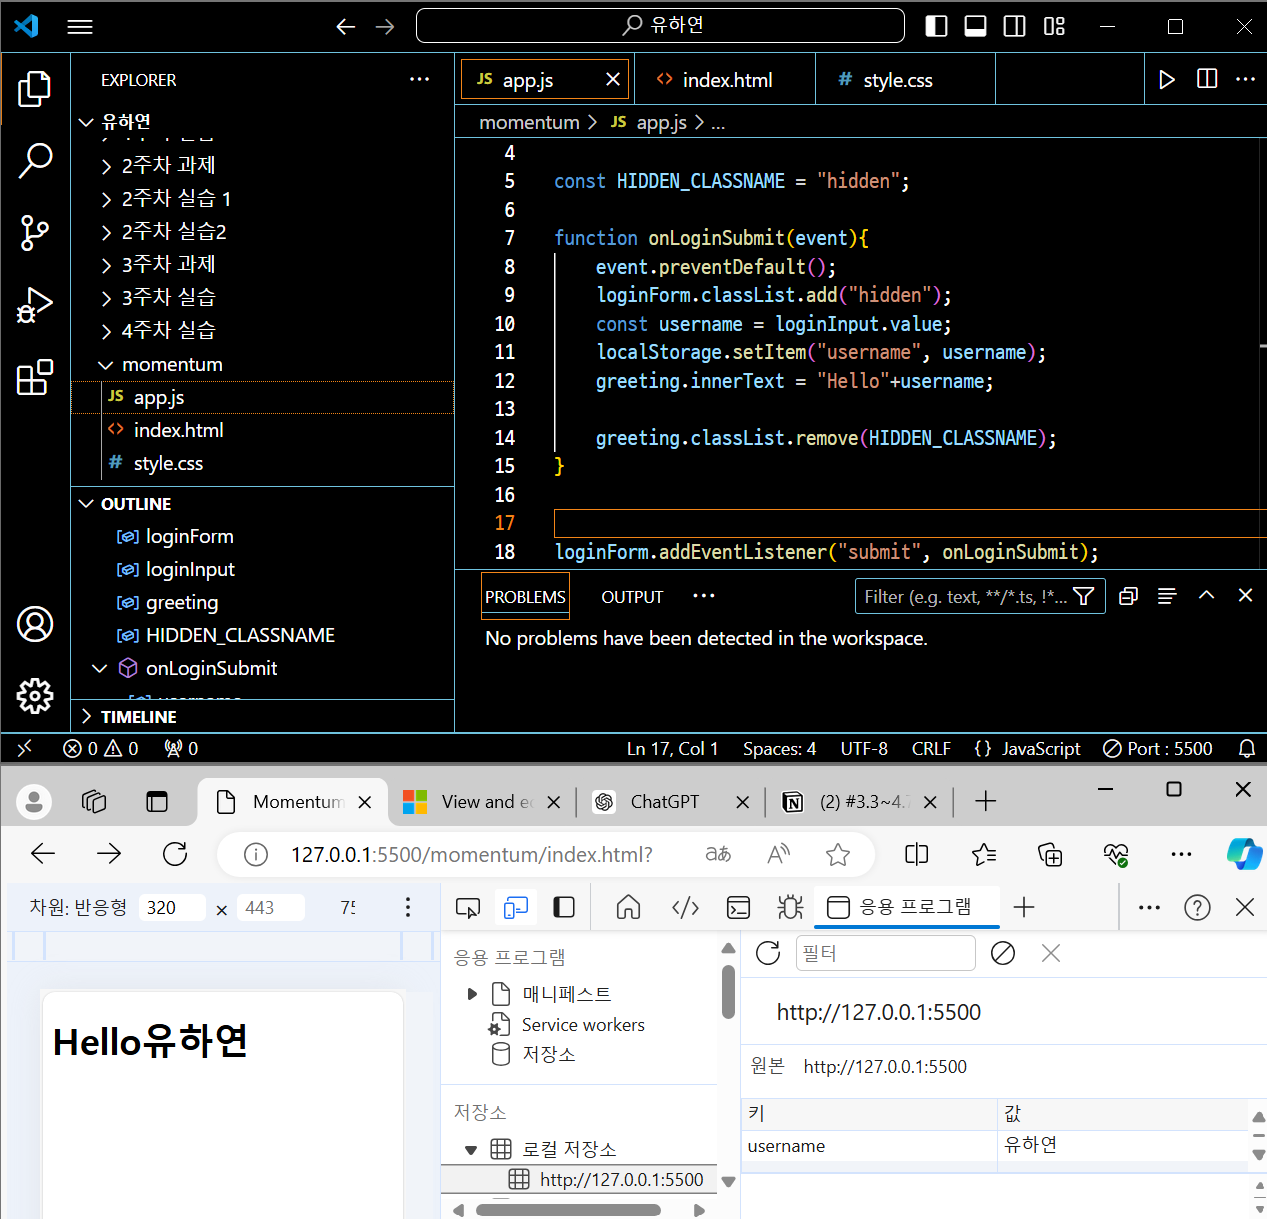 유하연
EXPLORER
유하연
2주차 과제
2주차 실습 1
2주차 실습2
3주차 과제
3주차 실습
4주차 실습
momentum
JS app.js
<> index.html
# style.css
OUTLINE
loginForm
loginInput
greeting
HIDDEN_CLASSNAME
onLoginSubmit
username
TIMELINE
JS app.js
<> index.html
# style.css
momentum > JS app.js > ...
4
5 const HIDDEN_CLASSNAME = "hidden";
6
7 function onLoginSubmit(event){
8 event.preventDefault();
9 loginForm.classList.add("hidden");
10 const username = loginInput.value;
11 localStorage.setItem("username", username);
12 greeting.innerText = "Hello"+username;
13
14 greeting.classList.remove(HIDDEN_CLASSNAME);
15 }
16
17
18 loginForm.addEventListener("submit", onLoginSubmit);
PROBLEMS OUTPUT ...
Filter (e.g. text, **/*.ts, !*...
No problems have been detected in the workspace.
0 0 0 Ln 17, Col 1 Spaces: 4 UTF-8 CRLF {} JavaScript Port : 5500
Momentum
View and e
ChatGPT
(2) #3.3~4.7
127.0.0.1:5500/momentum/index.html?
차원: 반응형 320 × 443 75
응용 프로그램
응용 프로그램
매니페스트
Service workers
저장소
저장소
로컬 저장소
http://127.0.0.1:5500
필터
http://127.0.0.1:5500
원본 http://127.0.0.1:5500
키 값
username 유하연
Hello유하연